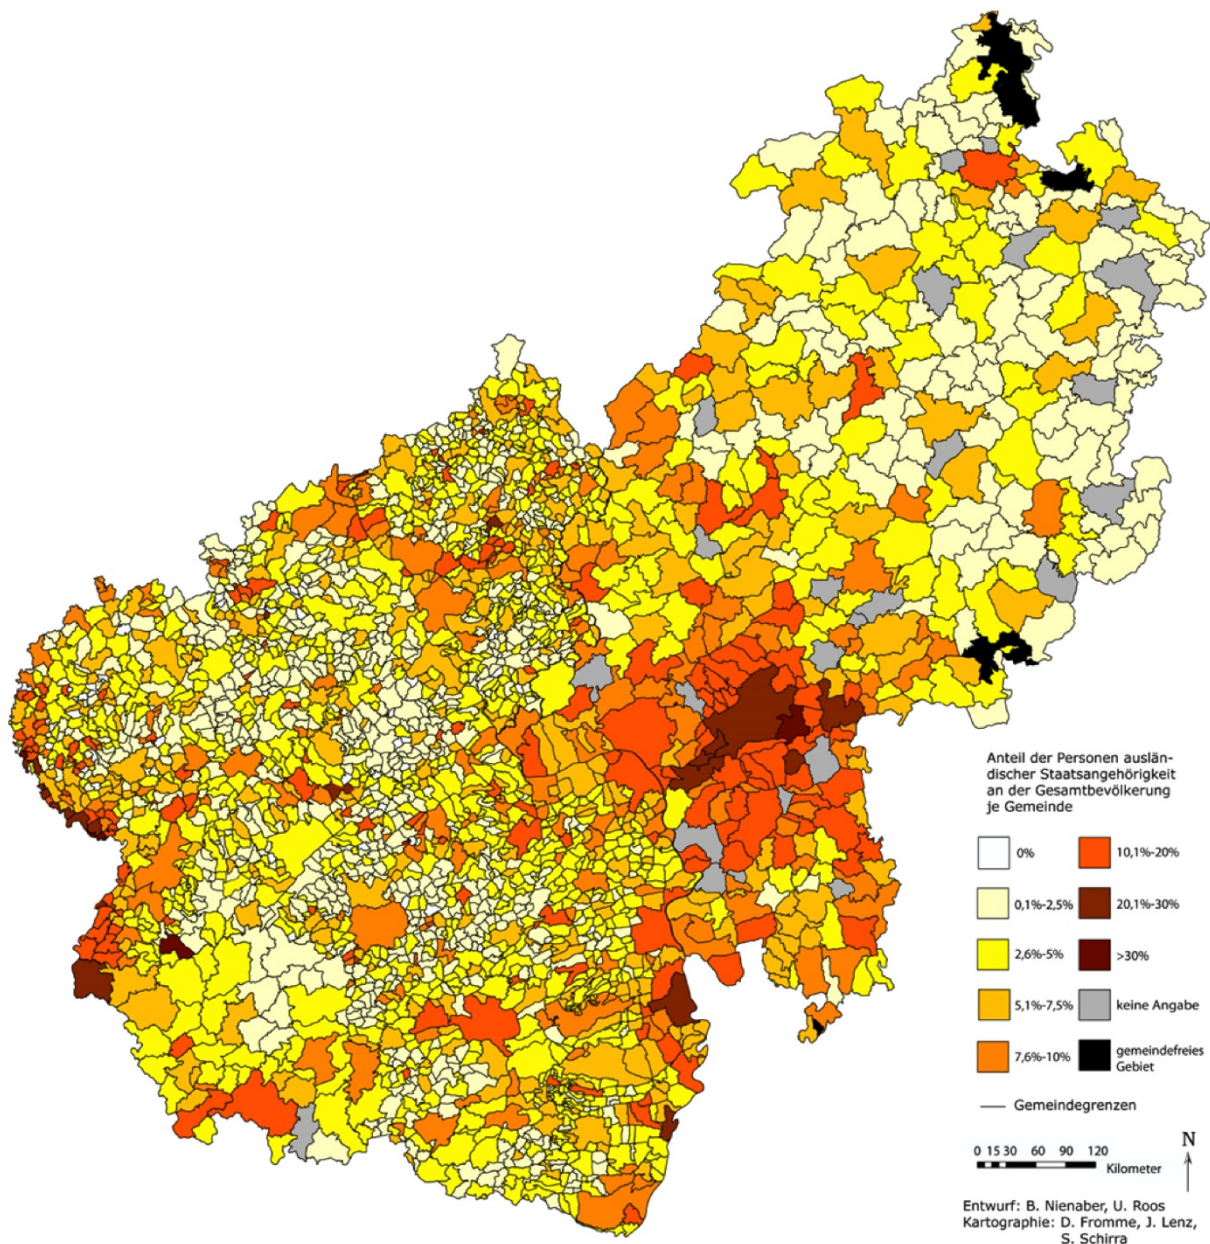 Anteil der Personen auslän-
discher Staatsangehörigkeit
an der Gesamtbevölkerung
je Gemeinde
0%
10,1%-20%
0,1%-2,5%
20,1%-30%
2,6%-5%
>30%
5,1%-7,5%
keine Angabe
7,6%-10%
gemeindefreies
Gebiet
Gemeindegrenzen
0 15 30 60 90 120
Kilometer
N
Entwurf: B. Nienaber, U. Roos
Kartographie: D. Fromme, J. Lenz,
S. Schirra